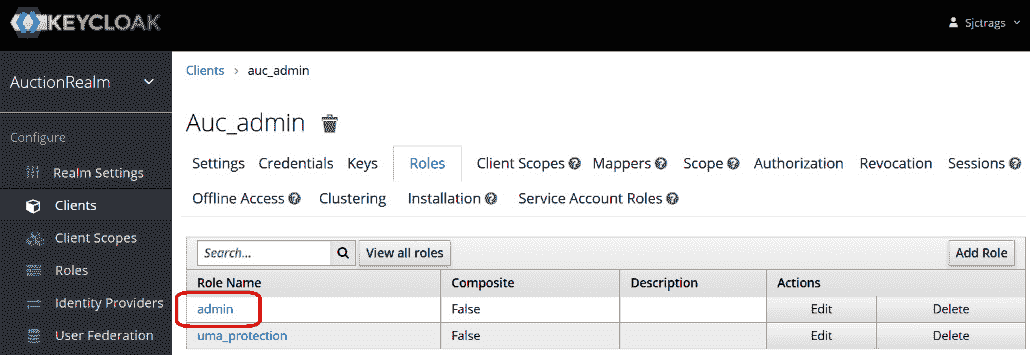 KEYCLOAK
Sjctrags
AuctionRealm
Configure
Realm Settings
Clients
Client Scopes
Roles
Identity Providers
User Federation
Clients > auc_admin
Auc_admin
Settings Credentials Keys Roles Client Scopes Mappers Scope Authorization Revocation Sessions
Offline Access Clustering Installation Service Account Roles
Search... View all roles Add Role
Role Name Composite Description Actions
admin False Edit Delete
uma_protection False Edit Delete